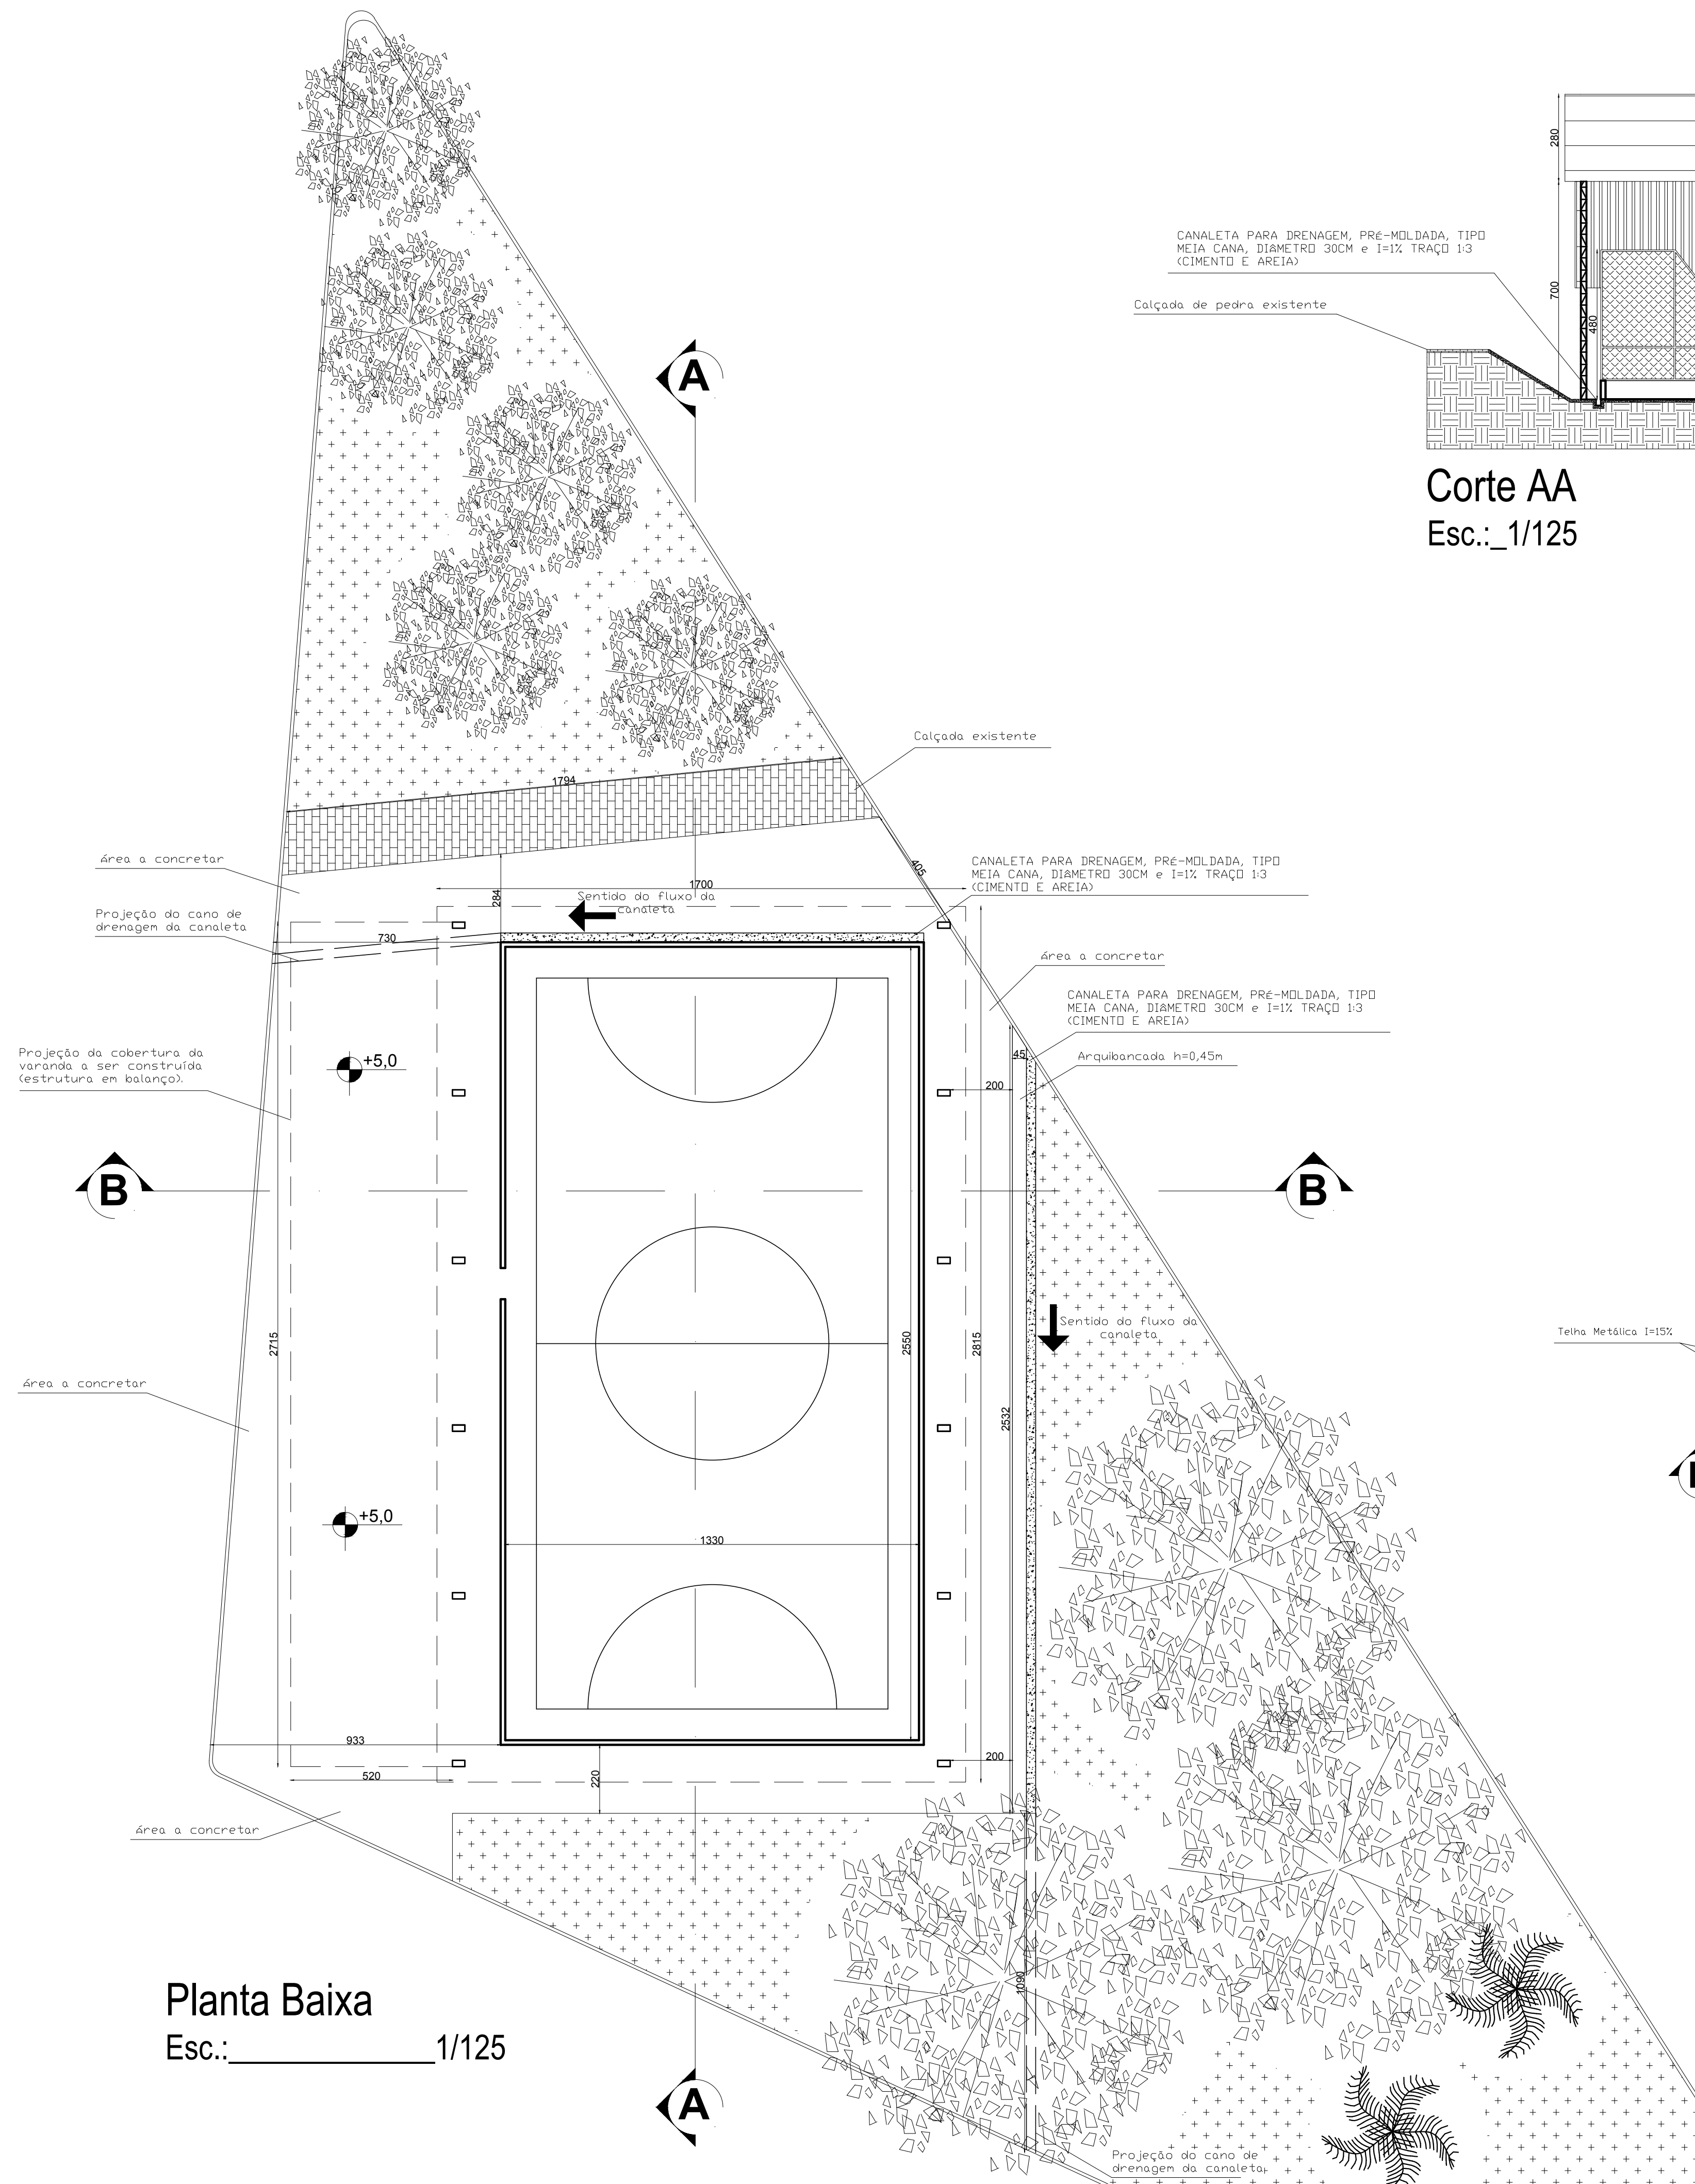 280
CANALETA PARA DRENAGEM, PRé-MOLDADA, TIPO
MEIA CANA, DIâMETRO 30CM e I=1% TRAÇO 1:3
(CIMENTO E AREIA)
700
Calçada de pedra existente
480
A
Corte AA
Esc.:_1/125
Calçada existente
1794
Área a concretar
405
CANALETA PARA DRENAGEM, PRé-MOLDADA, TIPO
MEIA CANA, DIâMETRO 30CM e I=1% TRAÇO 1:3
(CIMENTO E AREIA)
1700
284
Sentido do fluxo da
canaleta
Projeção do cano de
drenagem da canaleta
730
Área a concretar
CANALETA PARA DRENAGEM, PRé-MOLDADA, TIPO
MEIA CANA, DIâMETRO 30CM e I=1% TRAÇO 1:3
(CIMENTO E AREIA)
45
Arquibancada h=0,45m
200
Projeção da cobertura da
varanda a ser construída
(estrutura em balanço).
+5,0
B
B
Sentido do fluxo da
canaleta
Telha Metálica I=15%
2715
2550
2815
2532
Área a concretar
+5,0
1330
933
520
220
200
Área a concretar
1090
Planta Baixa
Esc.:______________1/125
A
Projeção do cano de
drenagem da canaleta